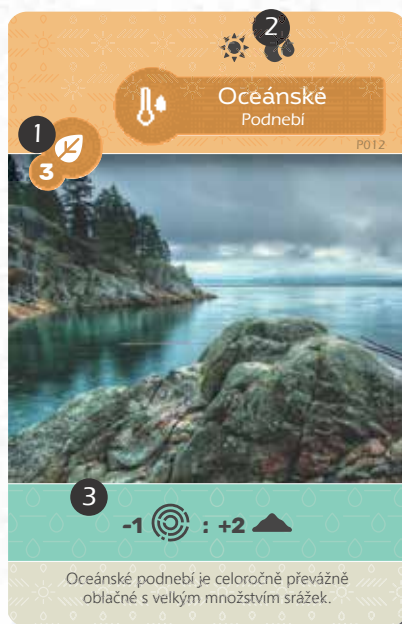 2
Oceánské
Podnebí
P012
1
3
3
-1 : +2
Oceánské podnebí je celoročně převážně
oblačné s velkým množstvím srážek.